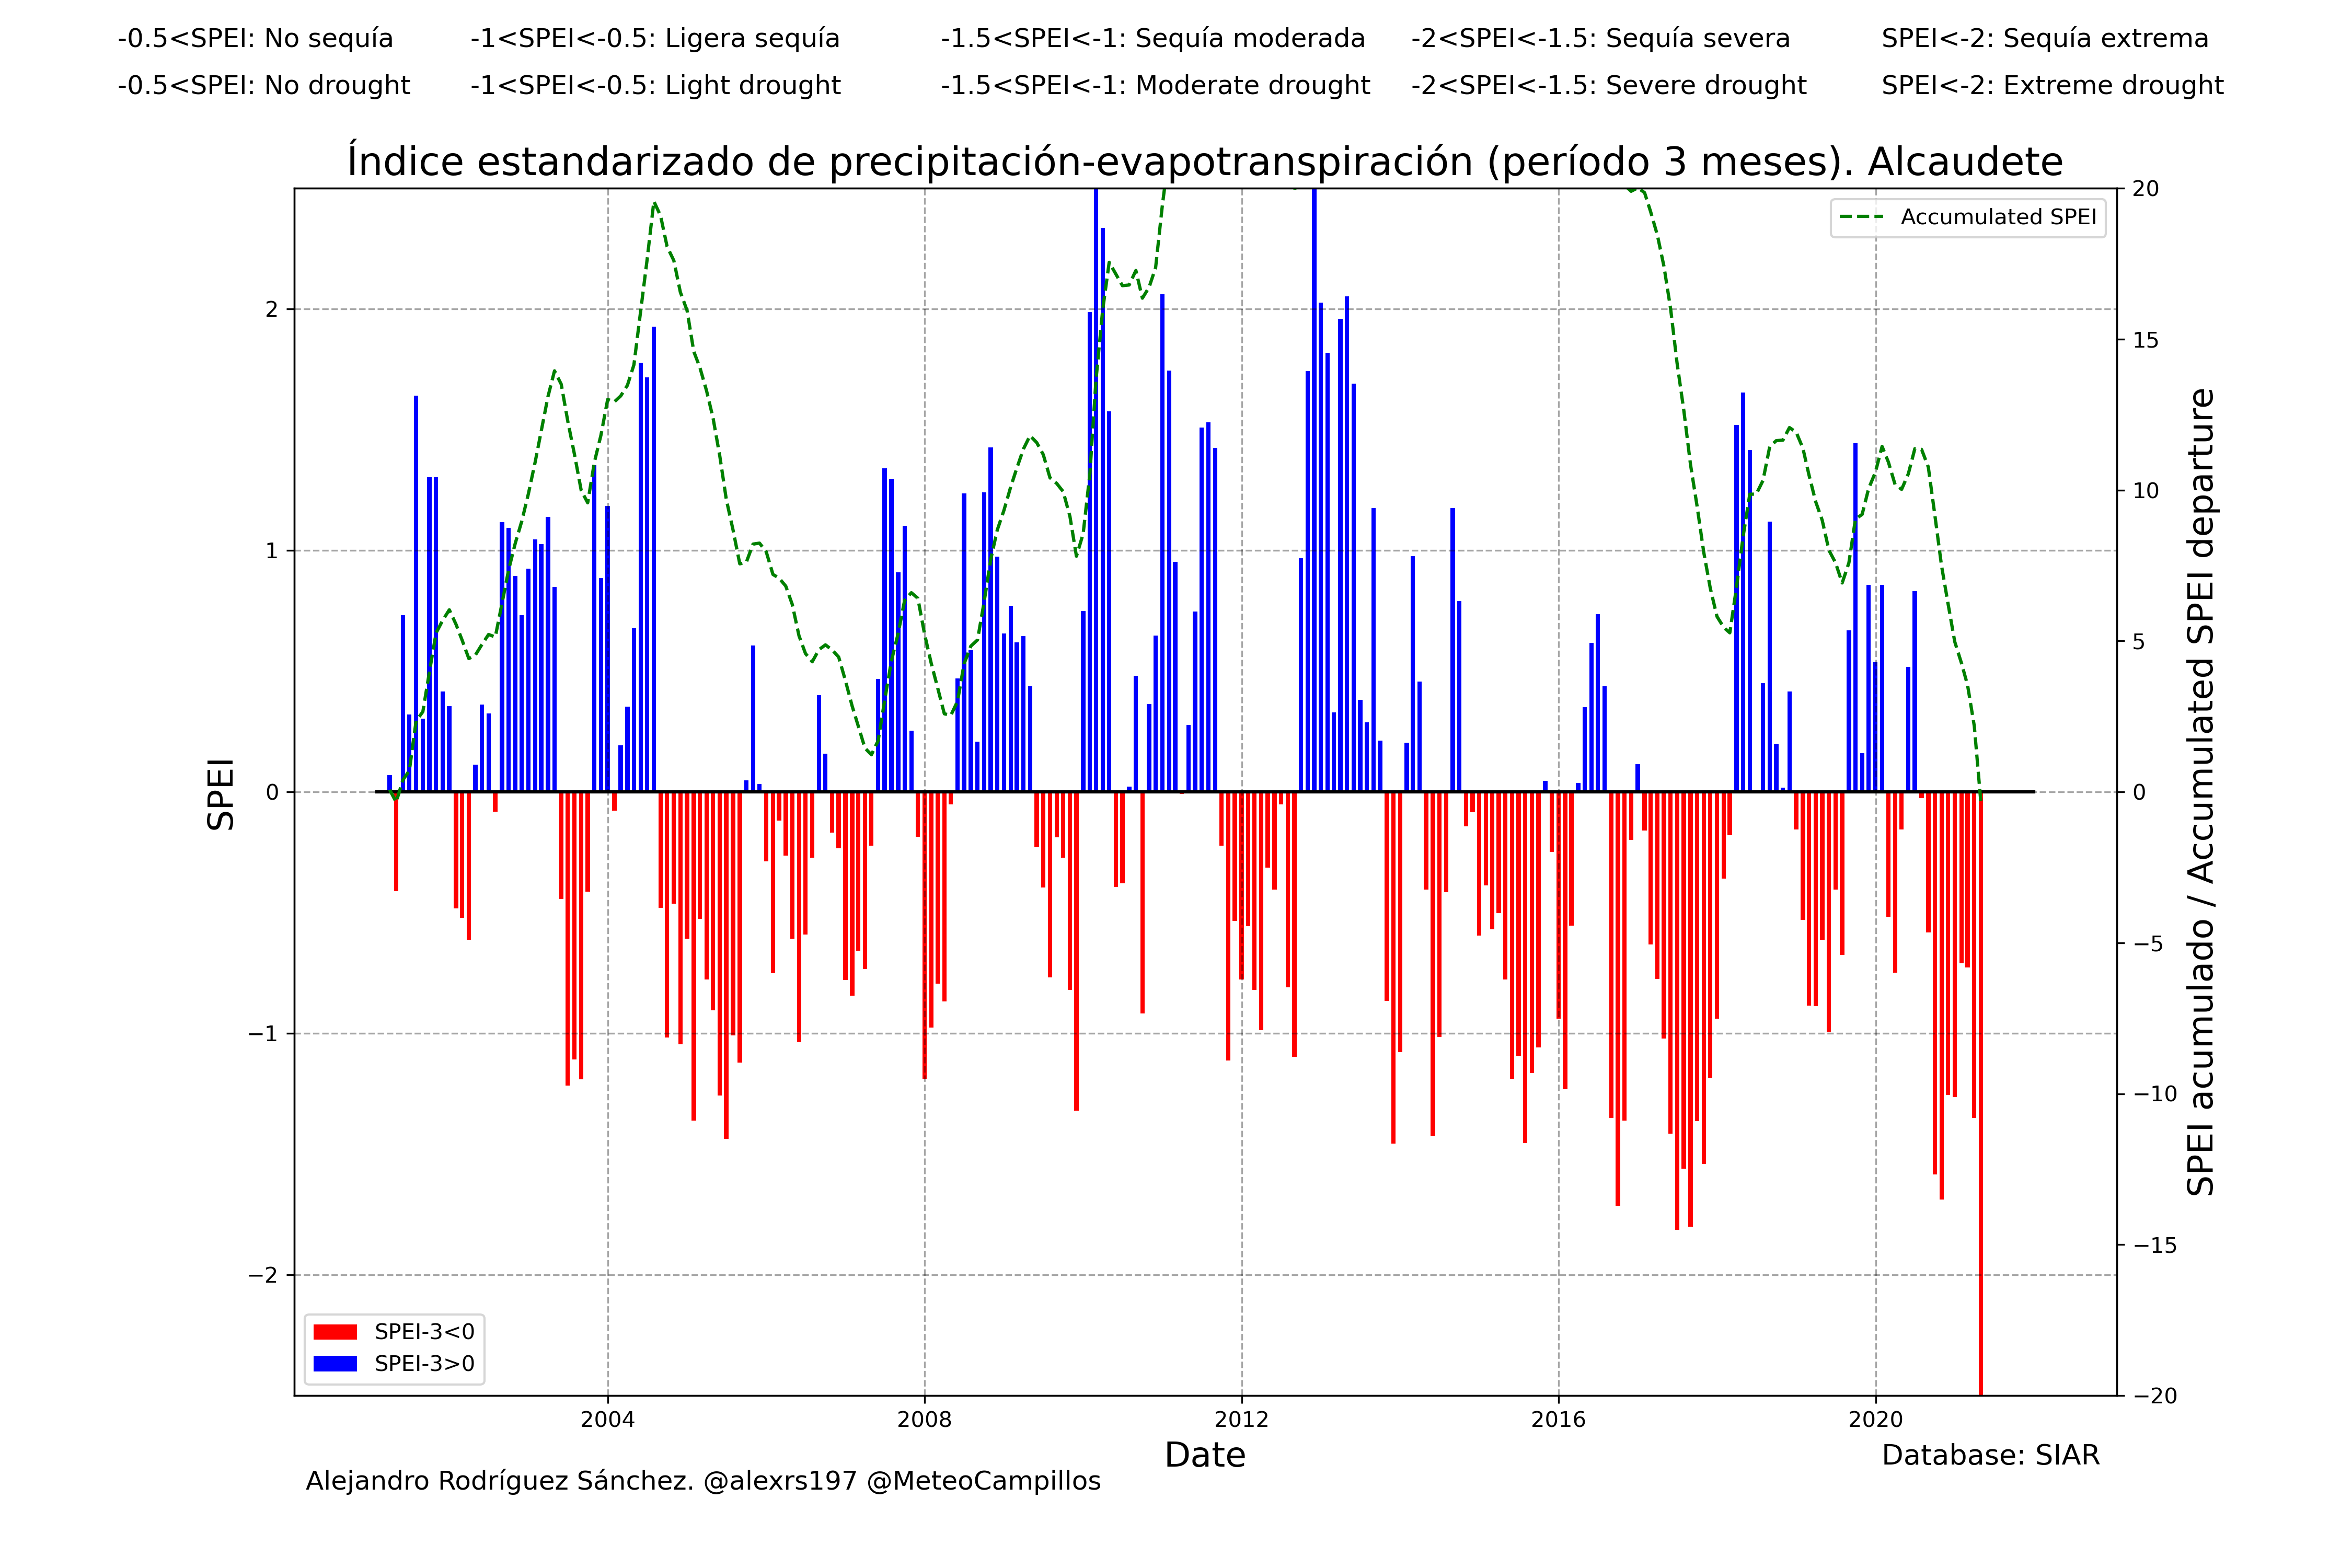 -0.5<SPEI: No sequía -1<SPEI<-0.5: Ligera sequía -1.5<SPEI<-1: Sequía moderada -2<SPEI<-1.5: Sequía severa SPEI<-2: Sequía extrema
-0.5<SPEI: No drought -1<SPEI<-0.5: Light drought -1.5<SPEI<-1: Moderate drought -2<SPEI<-1.5: Severe drought SPEI<-2: Extreme drought
Índice estandarizado de precipitación-evapotranspiración (período 3 meses). Alcaudete
Accumulated SPEI
SPEI
2
1
0
−1
−2
20
15
10
5
0
−5
−10
−15
−20
SPEI acumulado / Accumulated SPEI departure
SPEI-3<0
SPEI-3>0
2004 2008 2012 2016 2020
Date
Database: SIAR
Alejandro Rodríguez Sánchez. @alexrs197 @MeteoCampillos